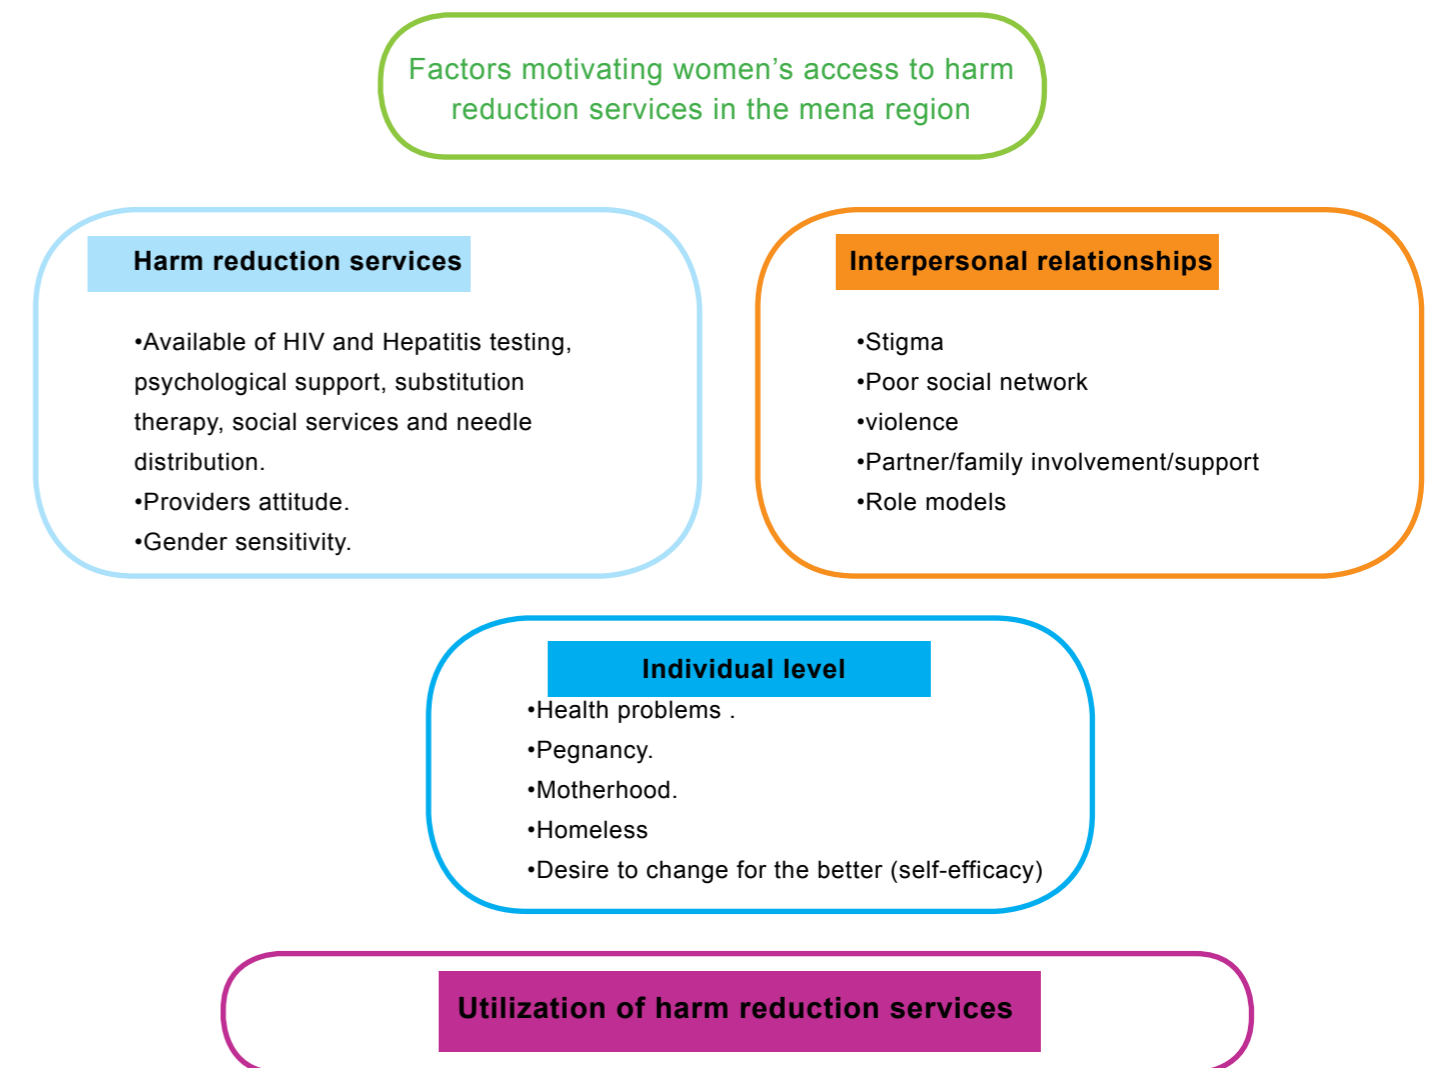 Factors motivating women’s access to harm
reduction services in the mena region
Harm reduction services
•Available of HIV and Hepatitis testing,
psychological support, substitution
therapy, social services and needle
distribution.
•Providers attitude.
•Gender sensitivity.
Interpersonal relationships
•Stigma
•Poor social network
•violence
•Partner/family involvement/support
•Role models
Individual level
•Health problems .
•Pegnancy.
•Motherhood.
•Homeless
•Desire to change for the better (self-efficacy)
Utilization of harm reduction services